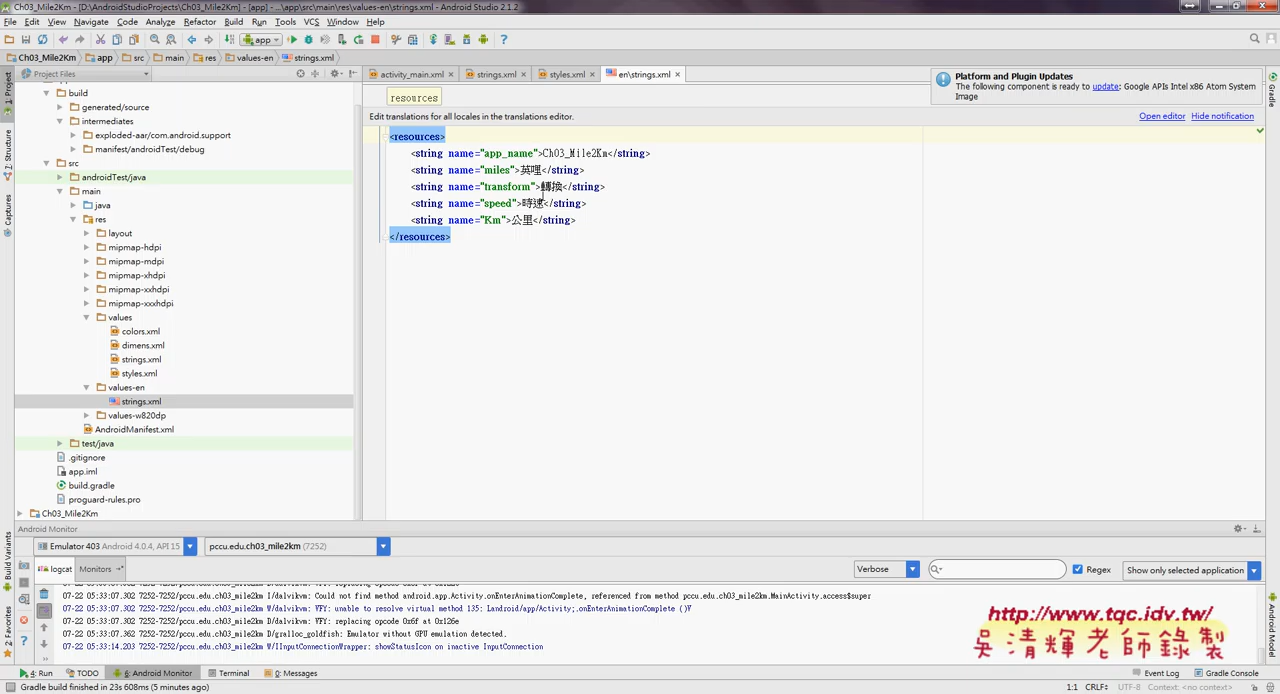 Ch03_Mile2Km - [D:\AndroidStudioProjects\Ch03_Mile2Km] - [app] - ...\app\src\main\res\values-en\strings.xml - Android Studio 2.1.2
File Edit View Navigate Code Analyze Refactor Build Run Tools VCS Window Help
app
Ch03_Mile2Km app src main res values-en strings.xml
Project Files
activity_main.xml strings.xml styles.xml en\strings.xml
Platform and Plugin Updates
The following component is ready to update: Google APIs Intel x86 Atom System
Image
resources
Edit translations for all locales in the translations editor.
Open editor Hide notification
<resources>
<string name="app_name">Ch03_Mile2Km</string>
<string name="miles">英哩</string>
<string name="transform">轉換</string>
<string name="speed">時速</string>
<string name="Km">公里</string>
</resources>
build
generated/source
intermediates
exploded-aar/com.android.support
manifest/androidTest/debug
src
androidTest/java
main
java
res
layout
mipmap-hdpi
mipmap-mdpi
mipmap-xhdpi
mipmap-xxhdpi
mipmap-xxxhdpi
values
colors.xml
dimens.xml
strings.xml
styles.xml
values-en
strings.xml
values-w820dp
AndroidManifest.xml
test/java
.gitignore
app.iml
build.gradle
proguard-rules.pro
Ch03_Mile2Km
1: Project
7: Structure
Captures
Build Variants
2: Favorites
Gradle
Android Model
Android Monitor
Emulator 403 Android 4.0.4, API 15 pccu.edu.ch03_mile2km (7252)
logcat Monitors Verbose Regex Show only selected application
07-22 05:33:07.302 7252-7252/pccu.edu.ch03_mile2km I/dalvikvm: Could not find method android.app.Activity.onEnterAnimationComplete, referenced from method pccu.edu.ch03_mile2km.MainActivity.access$super
07-22 05:33:07.302 7252-7252/pccu.edu.ch03_mile2km W/dalvikvm: VFY: unable to resolve virtual method 135: Landroid/app/Activity;.onEnterAnimationComplete ()V
07-22 05:33:07.302 7252-7252/pccu.edu.ch03_mile2km D/dalvikvm: VFY: replacing opcode 0x6f at 0x126e
07-22 05:33:07.302 7252-7252/pccu.edu.ch03_mile2km D/gralloc_goldfish: Emulator without GPU emulation detected.
07-22 05:33:14.203 7252-7252/pccu.edu.ch03_mile2km W/IInputConnectionWrapper: showStatusIcon on inactive InputConnection
http://www.tqc.idv.tw/
吳清輝老師錄製
4: Run TODO 6: Android Monitor Terminal 0: Messages Event Log Gradle Console
Gradle build finished in 23s 608ms (5 minutes ago) 1:1 CRLF÷ UTF-8 Context: <no context>